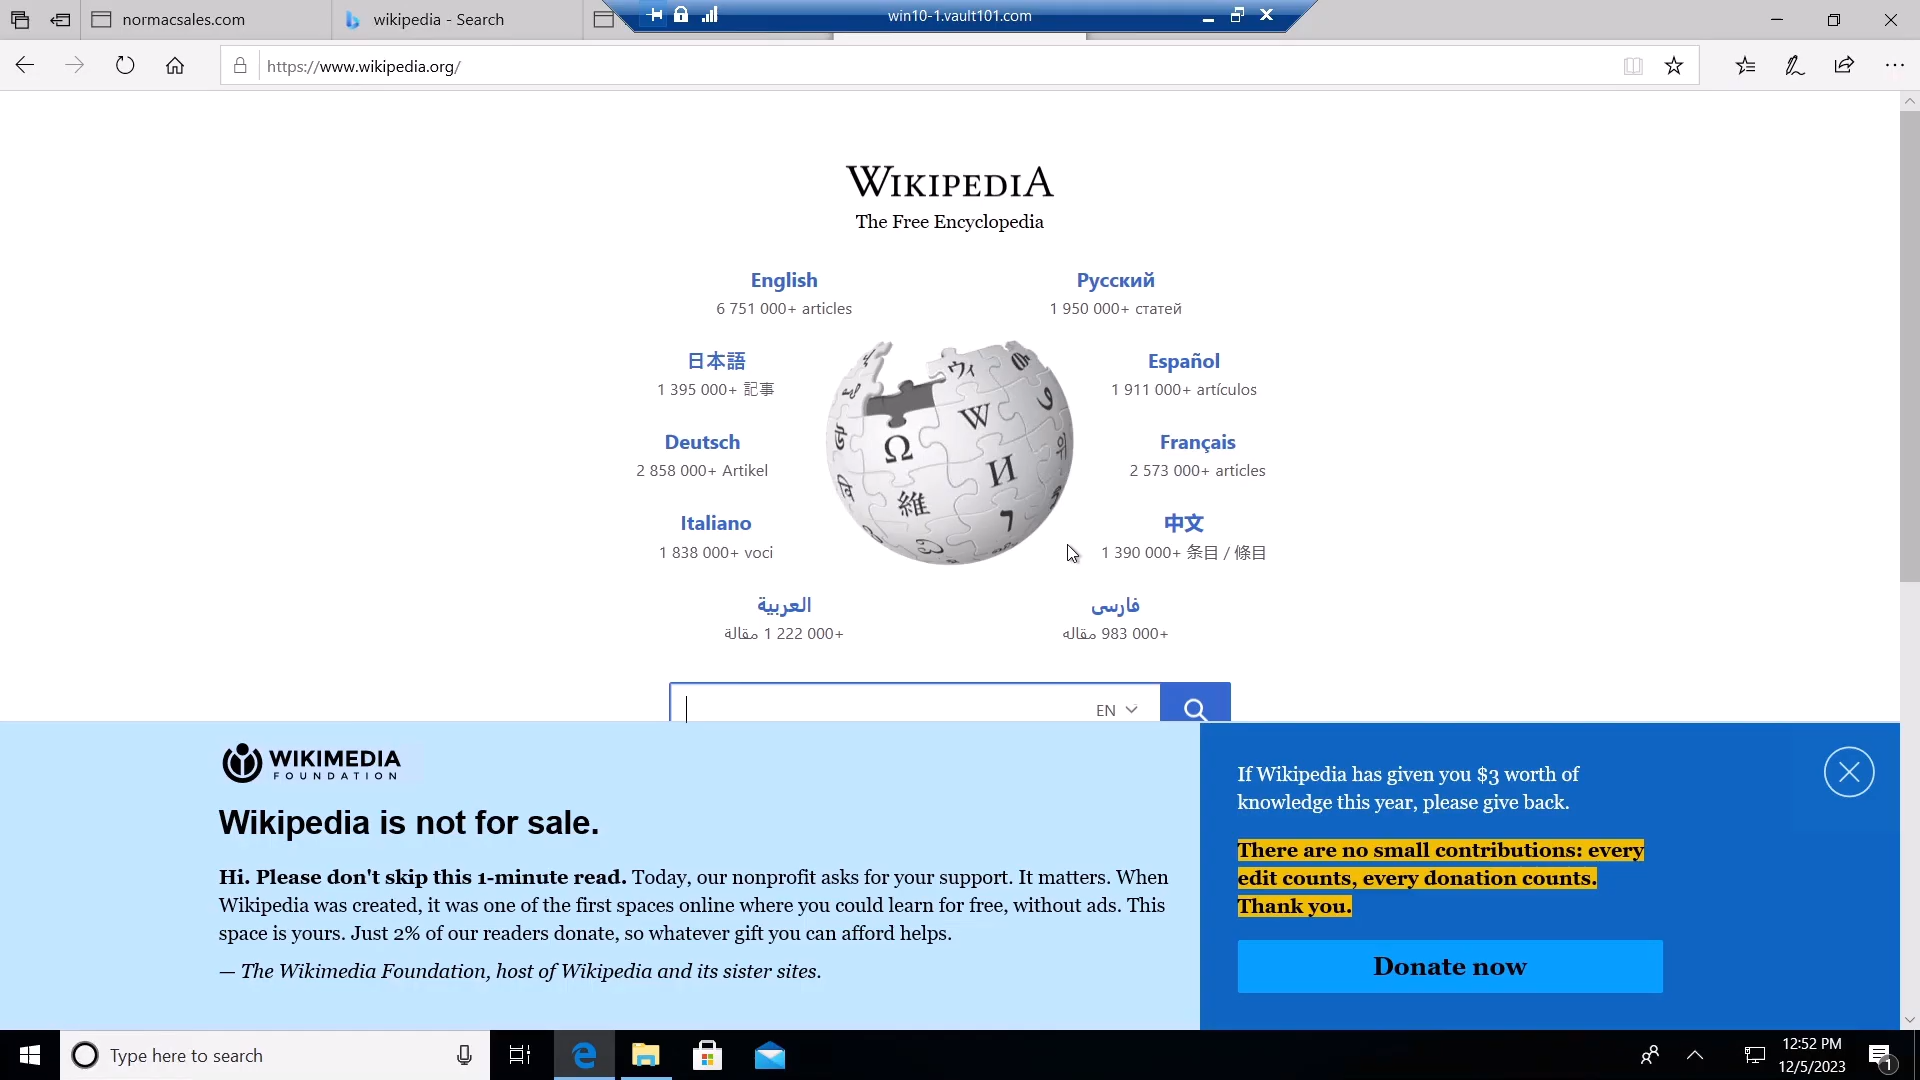 normacsales.com
wikipedia - Search
win10-1.vault101.com
https://www.wikipedia.org/
WIKIPEDIA
The Free Encyclopedia
English
6 751 000+ articles
Русский
1 950 000+ статей
日本語
1 395 000+ 記事
Español
1 911 000+ artículos
Deutsch
2 858 000+ Artikel
Français
2 573 000+ articles
Italiano
1 838 000+ voci
中文
1 390 000+ 条目 / 條目
العربية
1 222 000+ مقالة
فارسی
983 000+ مقاله
EN
WIKIMEDIA
FOUNDATION
Wikipedia is not for sale.
Hi. Please don't skip this 1-minute read. Today, our nonprofit asks for your support. It matters. When
Wikipedia was created, it was one of the first spaces online where you could learn for free, without ads. This
space is yours. Just 2% of our readers donate, so whatever gift you can afford helps.
— The Wikimedia Foundation, host of Wikipedia and its sister sites.
If Wikipedia has given you $3 worth of
knowledge this year, please give back.
There are no small contributions: every
edit counts, every donation counts.
Thank you.
Donate now
Type here to search
12:52 PM
12/5/2023
1